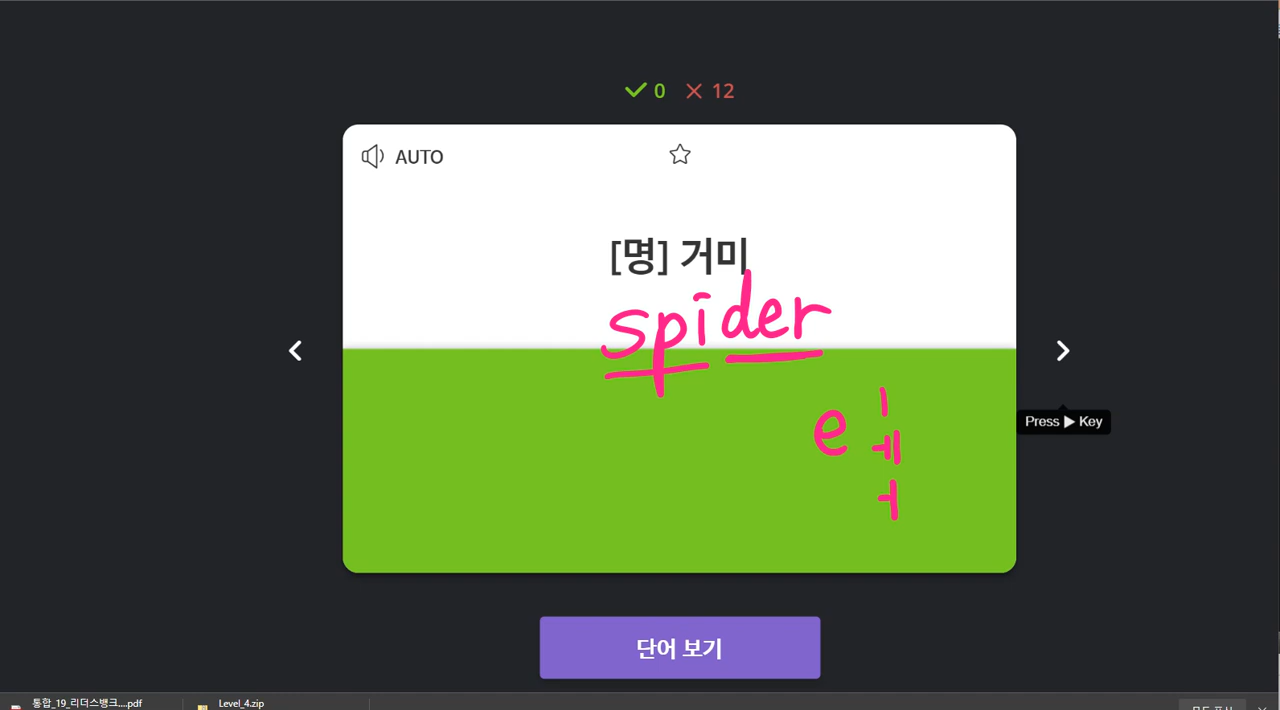 0 12
AUTO
[명] 거미
spider
e ㅣ
ㅔ
ㅓ
Press ▶ Key
단어 보기
통합_19_리더스뱅크....pdf Level_4.zip